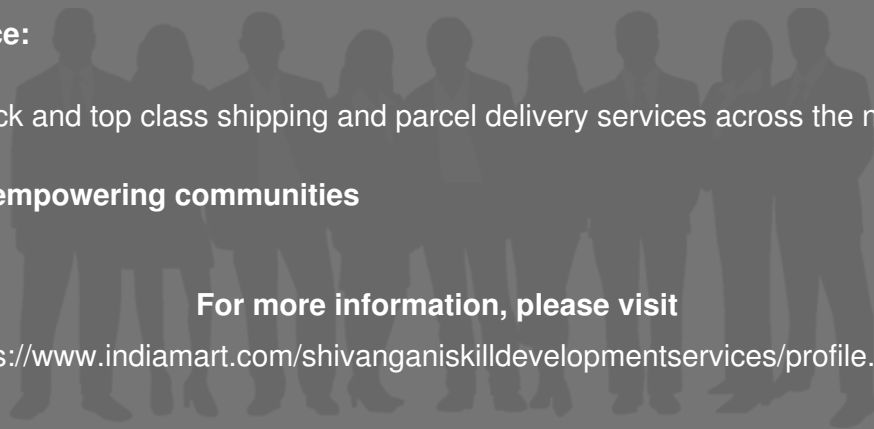 ce:
ck and top class shipping and parcel delivery services across the n
empowering communities
For more information, please visit
s://www.indiamart.com/shivanganiskilldevelopmentservices/profile.